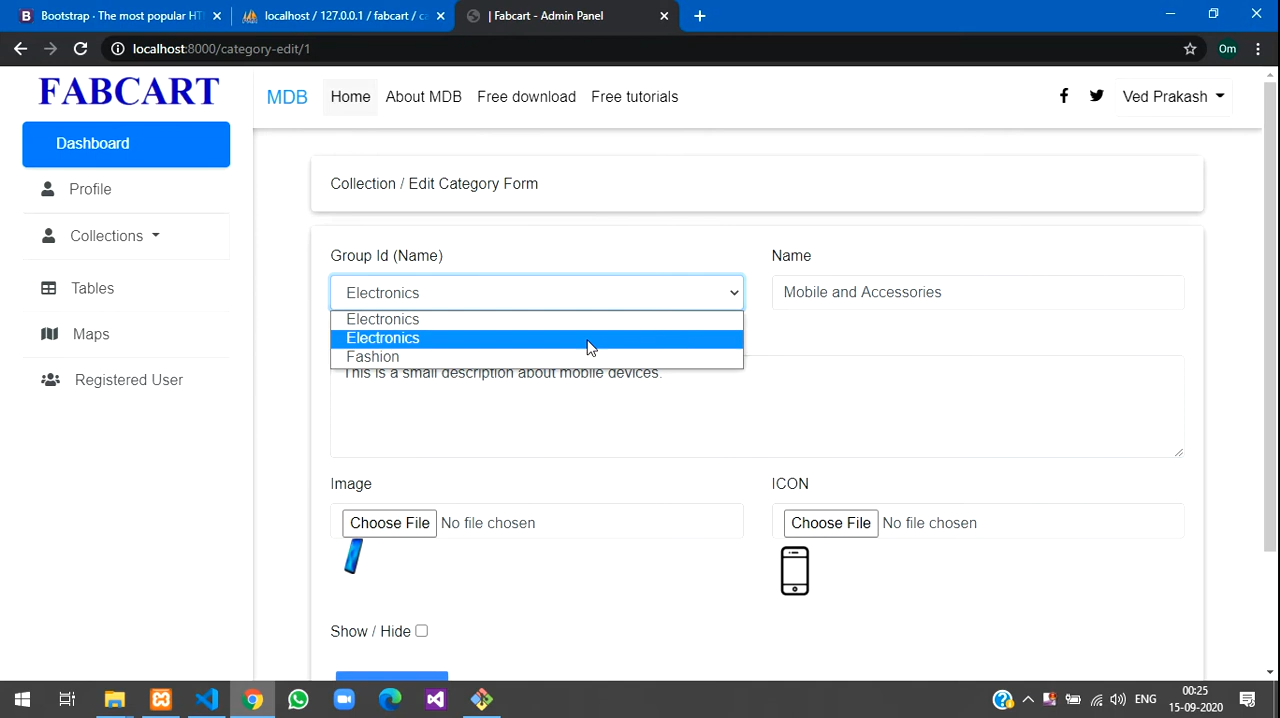 Bootstrap · The most popular HT
localhost / 127.0.0.1 / fabcart / ca
| Fabcart - Admin Panel
localhost:8000/category-edit/1
Om
FABCART
MDB
Home
About MDB
Free download
Free tutorials
Ved Prakash
Dashboard
Profile
Collections
Tables
Maps
Registered User
Collection / Edit Category Form
Group Id (Name)
Name
Electronics
Mobile and Accessories
Electronics
Electronics
Fashion
This is a small description about mobile devices.
Image
ICON
Choose File No file chosen
Choose File No file chosen
Show / Hide
ENG
00:25
15-09-2020